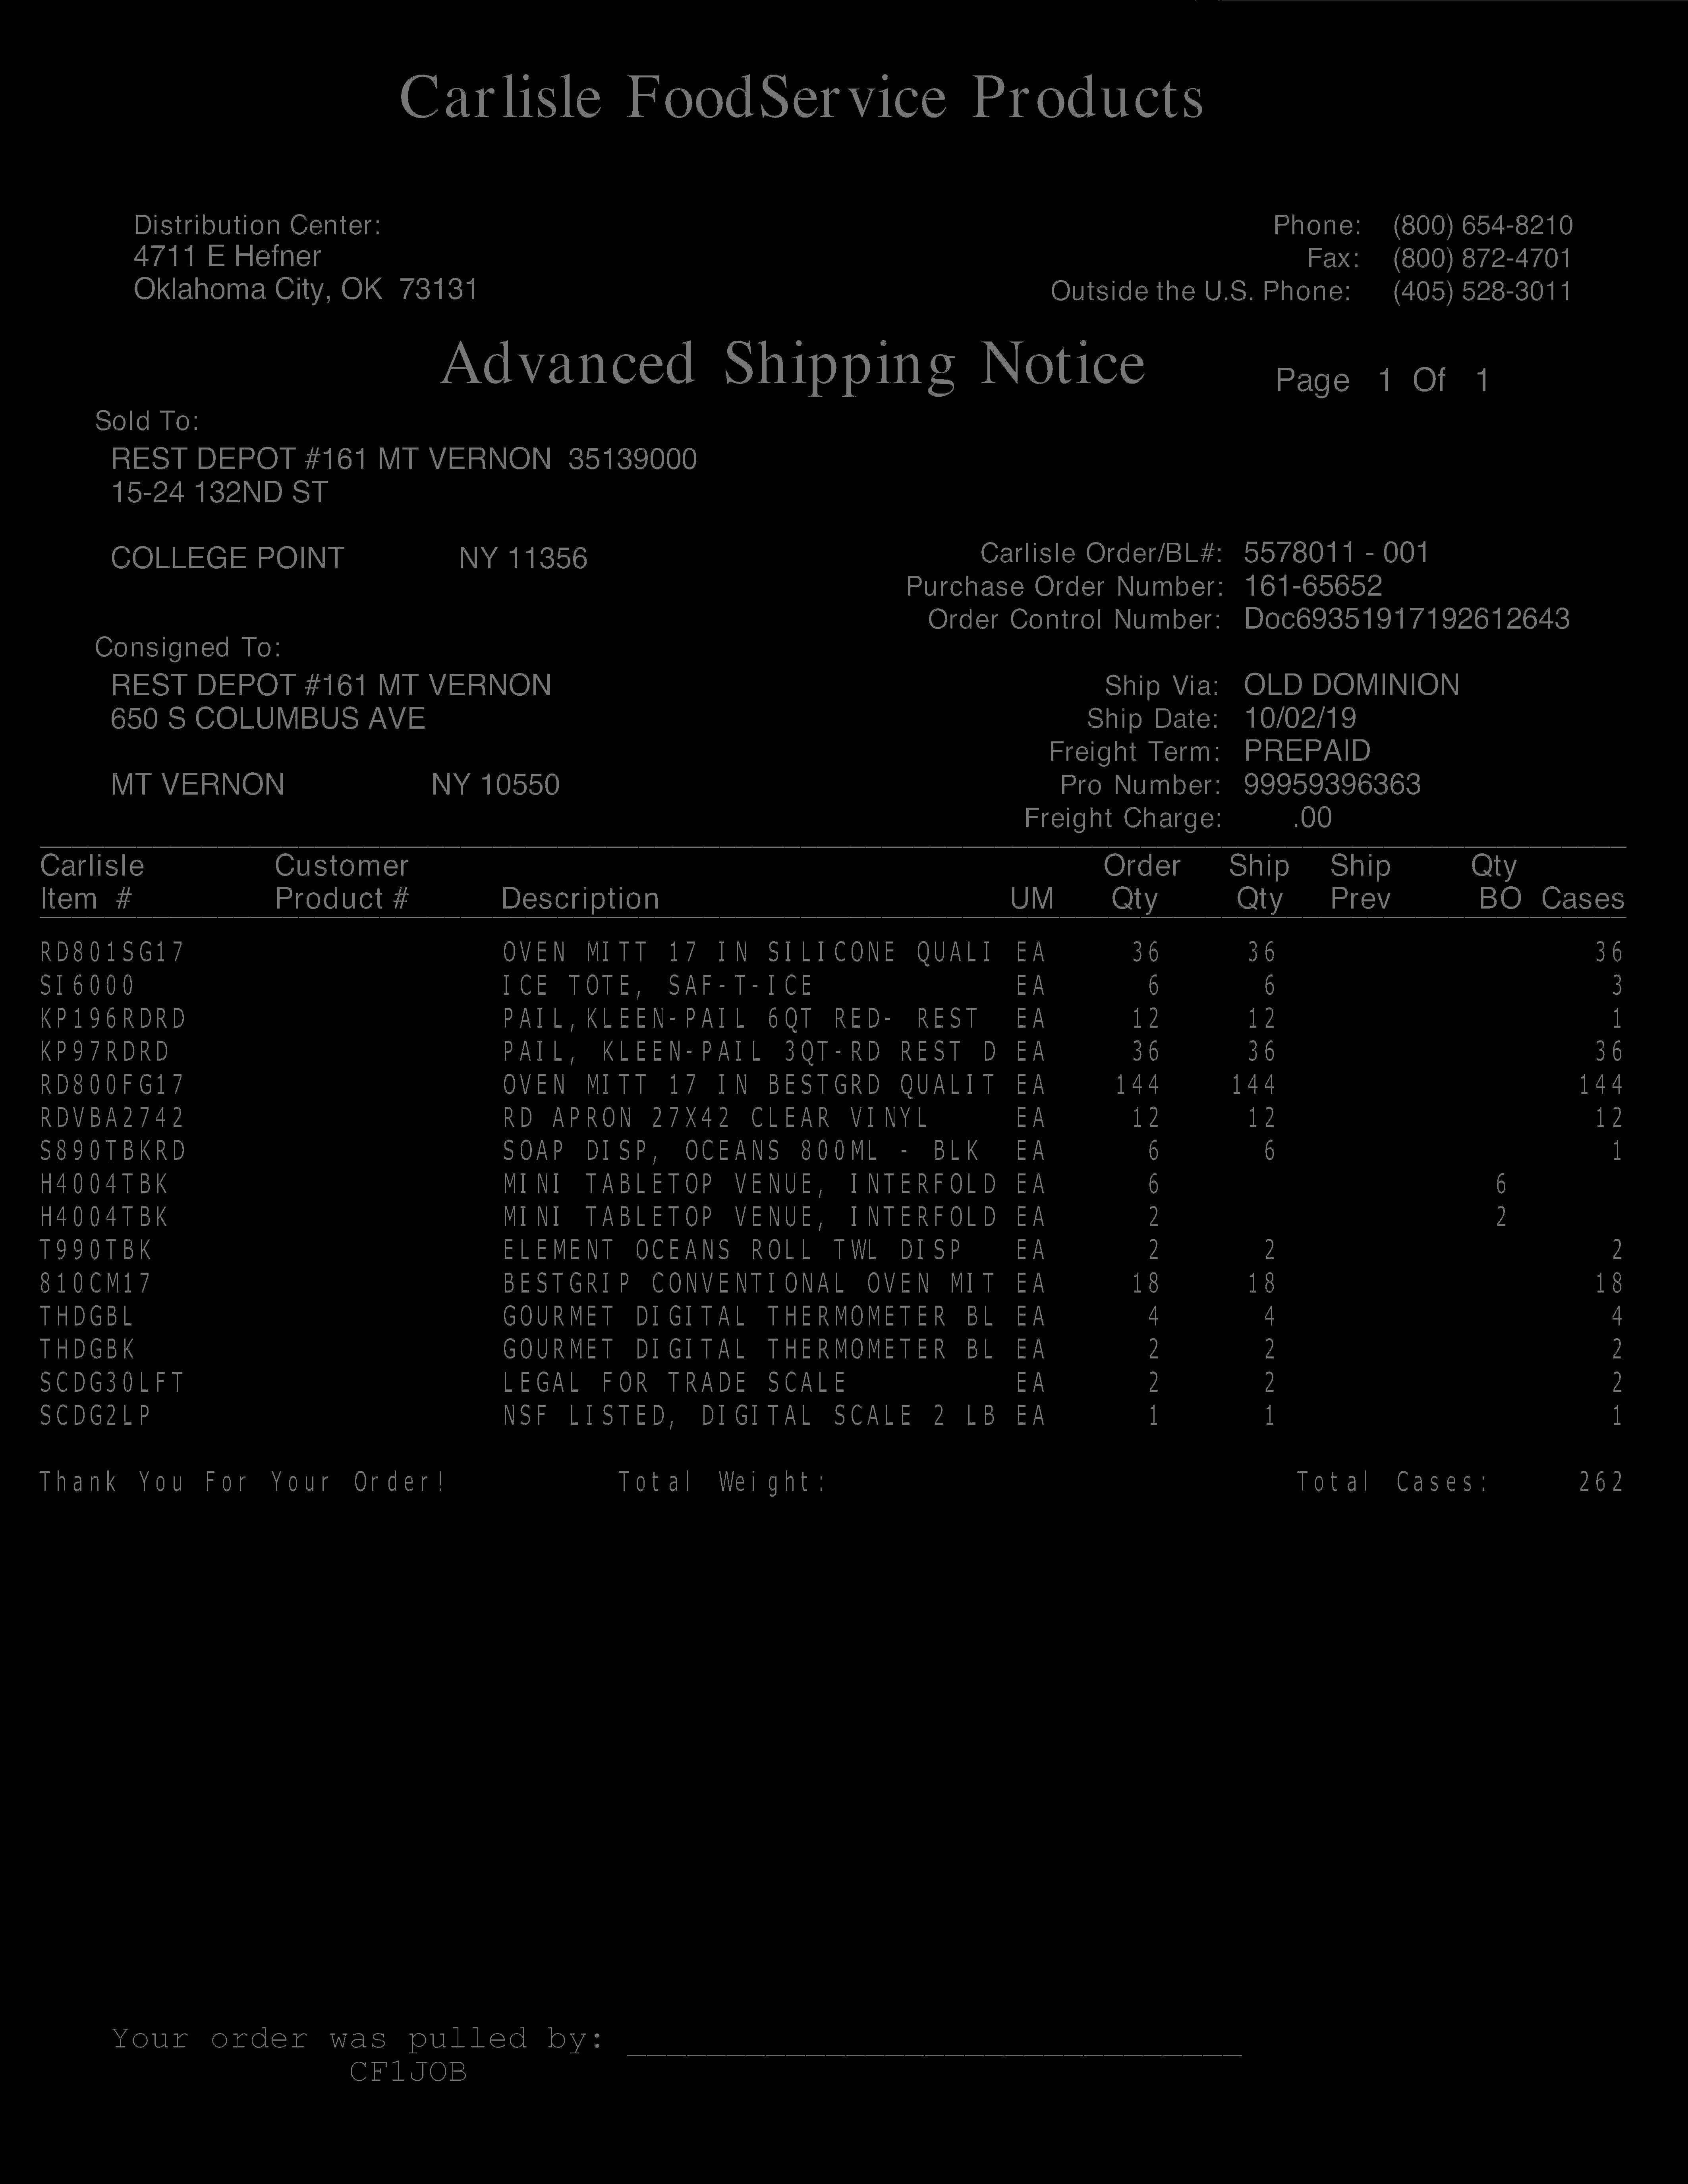 Carlisle FoodService Products
Distribution Center:
4711 E Hefner
Oklahoma City, OK 73131
Phone: (800) 654-8210
Fax: (800) 872-4701
Outside the U.S. Phone: (405) 528-3011
Advanced Shipping Notice Page 1 Of 1
Sold To:
REST DEPOT #161 MT VERNON 35139000
15-24 132ND ST
COLLEGE POINT NY 11356
Carlisle Order/BL#: 5578011 - 001
Purchase Order Number: 161-65652
Order Control Number: Doc69351917192612643
Consigned To:
REST DEPOT #161 MT VERNON
650 S COLUMBUS AVE
MT VERNON NY 10550
Ship Via: OLD DOMINION
Ship Date: 10/02/19
Freight Term: PREPAID
Pro Number: 99959396363
Freight Charge: .00
Carlisle Customer Order Ship Ship Qty
Item # Product # Description UM Qty Qty Prev BO Cases
RD801SG17 OVEN MITT 17 IN SILICONE QUALI EA 36 36 36
SI6000 ICE TOTE, SAF-T-ICE EA 6 6 3
KP196RDRD PAIL,KLEEN-PAIL 6QT RED- REST EA 12 12 1
KP97RDRD PAIL, KLEEN-PAIL 3QT-RD REST D EA 36 36 36
RD800FG17 OVEN MITT 17 IN BESTGRD QUALIT EA 144 144 144
RDVBA2742 RD APRON 27X42 CLEAR VINYL EA 12 12 12
S890TBKRD SOAP DISP, OCEANS 800ML - BLK EA 6 6 1
H4004TBK MINI TABLETOP VENUE, INTERFOLD EA 6 6
H4004TBK MINI TABLETOP VENUE, INTERFOLD EA 2 2
T990TBK ELEMENT OCEANS ROLL TWL DISP EA 2 2 2
810CM17 BESTGRIP CONVENTIONAL OVEN MIT EA 18 18 18
THDGBL GOURMET DIGITAL THERMOMETER BL EA 4 4 4
THDGBK GOURMET DIGITAL THERMOMETER BL EA 2 2 2
SCDG30LFT LEGAL FOR TRADE SCALE EA 2 2 2
SCDG2LP NSF LISTED, DIGITAL SCALE 2 LB EA 1 1 1
Thank You For Your Order! Total Weight: Total Cases: 262
Your order was pulled by:
CF1JOB